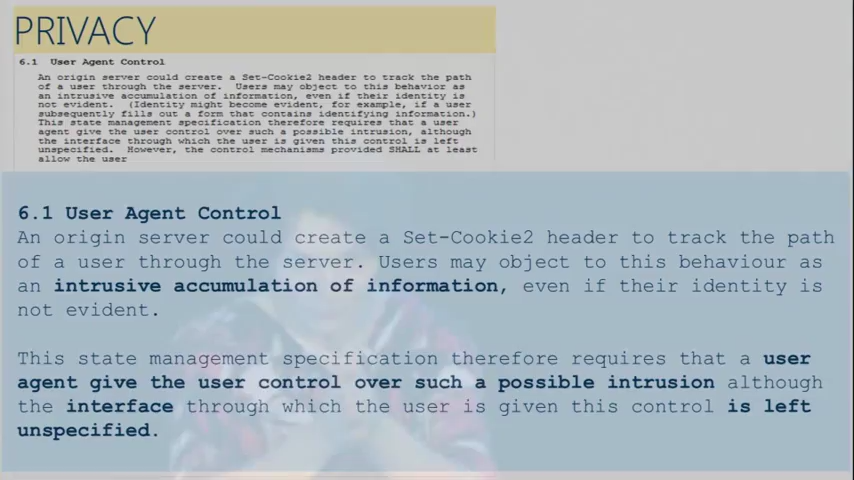 PRIVACY
6.1 User Agent Control
An origin server could create a Set-Cookie2 header to track the path
of a user through the server. Users may object to this behavior as
an intrusive accumulation of information, even if their identity is
not evident. (Identity might become evident, for example, if a user
subsequently fills out a form that contains identifying information.)
This state management specification therefore requires that a user
agent give the user control over such a possible intrusion, although
the interface through which the user is given this control is left
unspecified. However, the control mechanisms provided SHALL at least
allow the user
6.1 User Agent Control
An origin server could create a Set-Cookie2 header to track the path
of a user through the server. Users may object to this behaviour as
an intrusive accumulation of information, even if their identity is
not evident.
This state management specification therefore requires that a user
agent give the user control over such a possible intrusion although
the interface through which the user is given this control is left
unspecified.